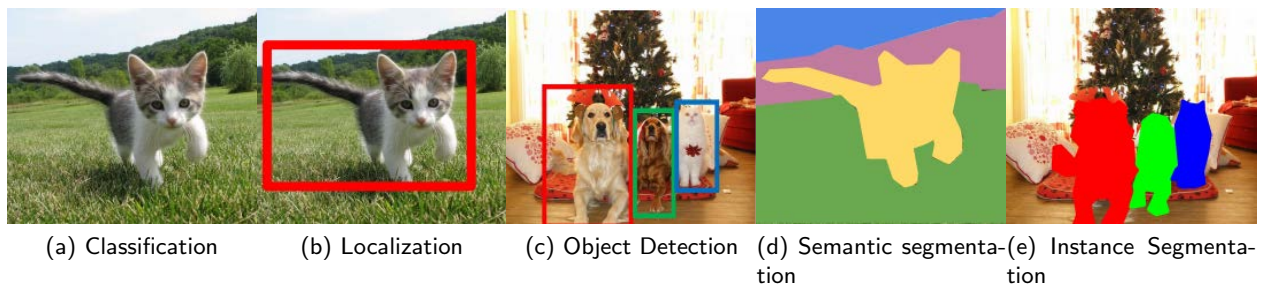 (a) Classification
(b) Localization
(c) Object Detection
(d) Semantic segmenta-
tion
(e) Instance Segmenta-
tion